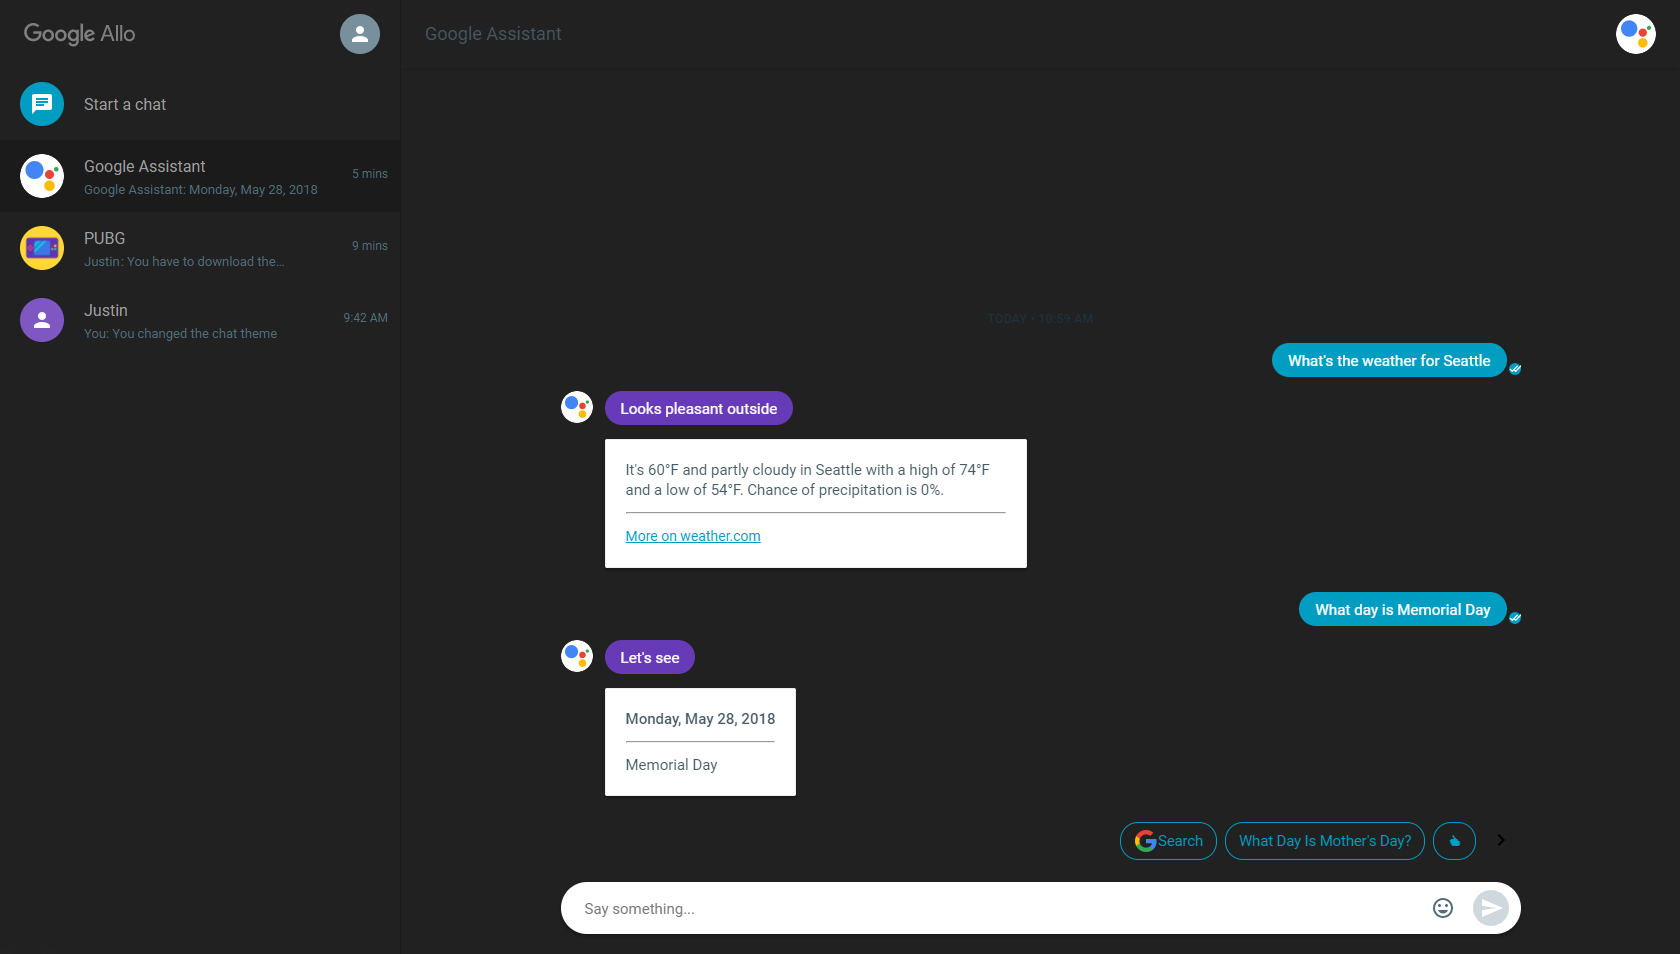 Google Allo
Start a chat
Google Assistant
5 mins
Google Assistant: Monday, May 28, 2018
PUBG
9 mins
Justin: You have to download the...
Justin
9:42 AM
You: You changed the chat theme
Google Assistant
TODAY • 10:59 AM
What's the weather for Seattle
Looks pleasant outside
It's 60°F and partly cloudy in Seattle with a high of 74°F
and a low of 54°F. Chance of precipitation is 0%.
More on weather.com
What day is Memorial Day
Let's see
Monday, May 28, 2018
Memorial Day
Search
What Day Is Mother's Day?
Say something...